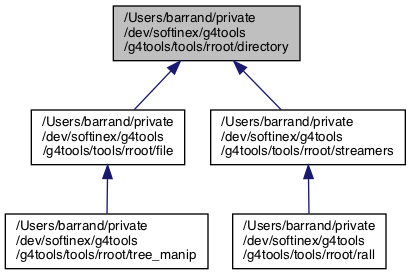 /Users/barrand/private
/dev/softinex/g4tools
/g4tools/tools/rroot/directory
/Users/barrand/private
/dev/softinex/g4tools
/g4tools/tools/rroot/file
/Users/barrand/private
/dev/softinex/g4tools
/g4tools/tools/rroot/streamers
/Users/barrand/private
/dev/softinex/g4tools
/g4tools/tools/rroot/tree_manip
/Users/barrand/private
/dev/softinex/g4tools
/g4tools/tools/rroot/rall